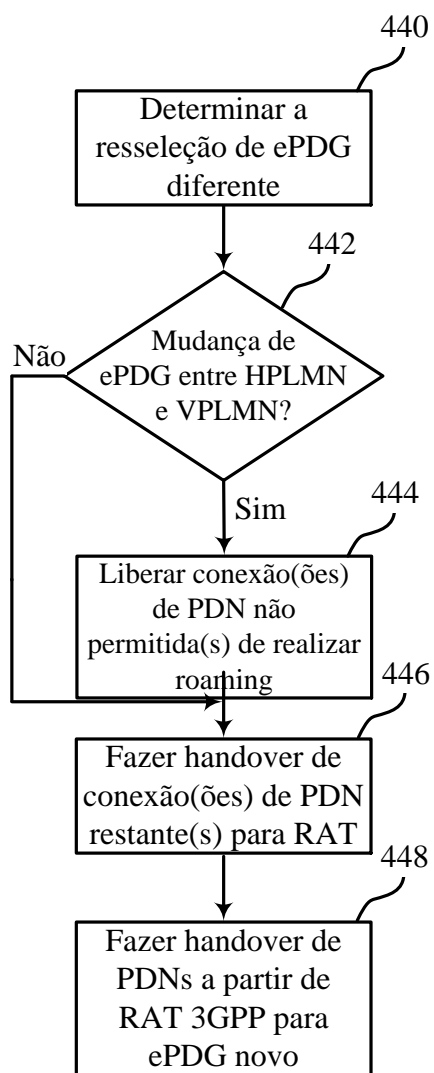 440
Determinar a
resseleção de ePDG
diferente
442
Não
Mudança de
ePDG entre HPLMN
e VPLMN?
Sim
444
Liberar conexão(ões)
de PDN não
permitida(s) de realizar
roaming
446
Fazer handover de
conexão(ões) de PDN
restante(s) para RAT
448
Fazer handover de
PDNs a partir de
RAT 3GPP para
ePDG novo